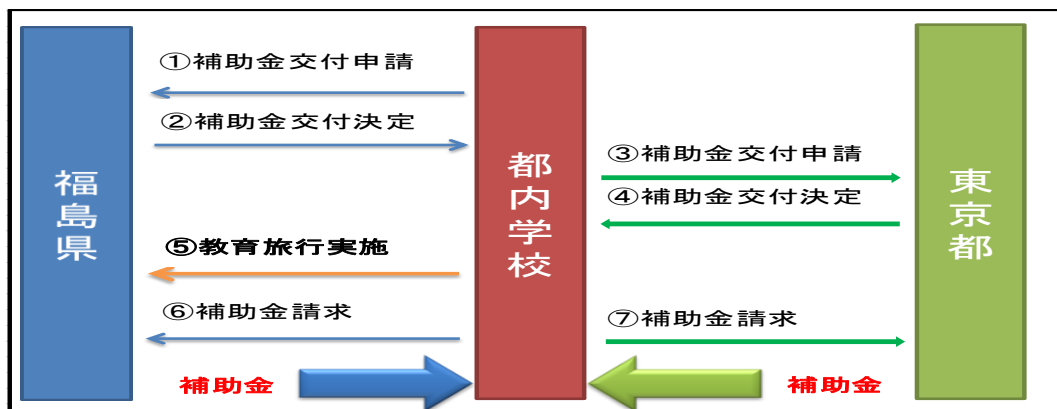 福島県
①補助金交付申請
②補助金交付決定
⑤教育旅行実施
⑥補助金請求
補助金
都内学校
③補助金交付申請
④補助金交付決定
⑦補助金請求
補助金
東京都